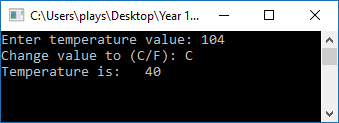 C:\Users\plays\Desktop\Year 1...
Enter temperature value: 104
Change value to (C/F): C
Temperature is:   40